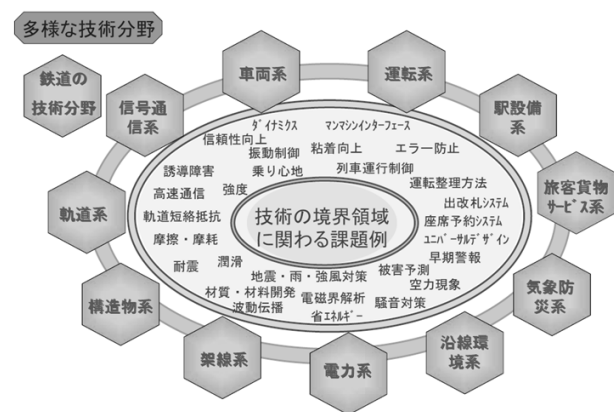 多様な技術分野
鉄道の
技術分野
車両系
運転系
信号通
信系
駅設備
系
旅客貨物
ｻｰﾋﾞｽ系
軌道系
構造物系
架線系
電力系
沿線環
境系
気象防
災系
ﾀﾞｲﾅﾐｸｽ
ﾏﾝﾏｼﾝｲﾝﾀｰﾌｪｰｽ
信頼性向上
振動制御
粘着向上
エラー防止
誘導障害
乗り心地
列車運行制御
高速通信
強度
運転整理方法
出改札ｼｽﾃﾑ
軌道短絡抵抗
座席予約ｼｽﾃﾑ
摩擦・摩耗
ﾕﾆﾊﾞｰｻﾙﾃﾞｻﾞｲﾝ
技術の境界領域
に関わる課題例
早期警報
耐震
潤滑
地震・雨・強風対策
被害予測
空力現象
材質・材料開発
電磁界解析
騒音対策
波動伝播
省ｴﾈﾙｷﾞｰ